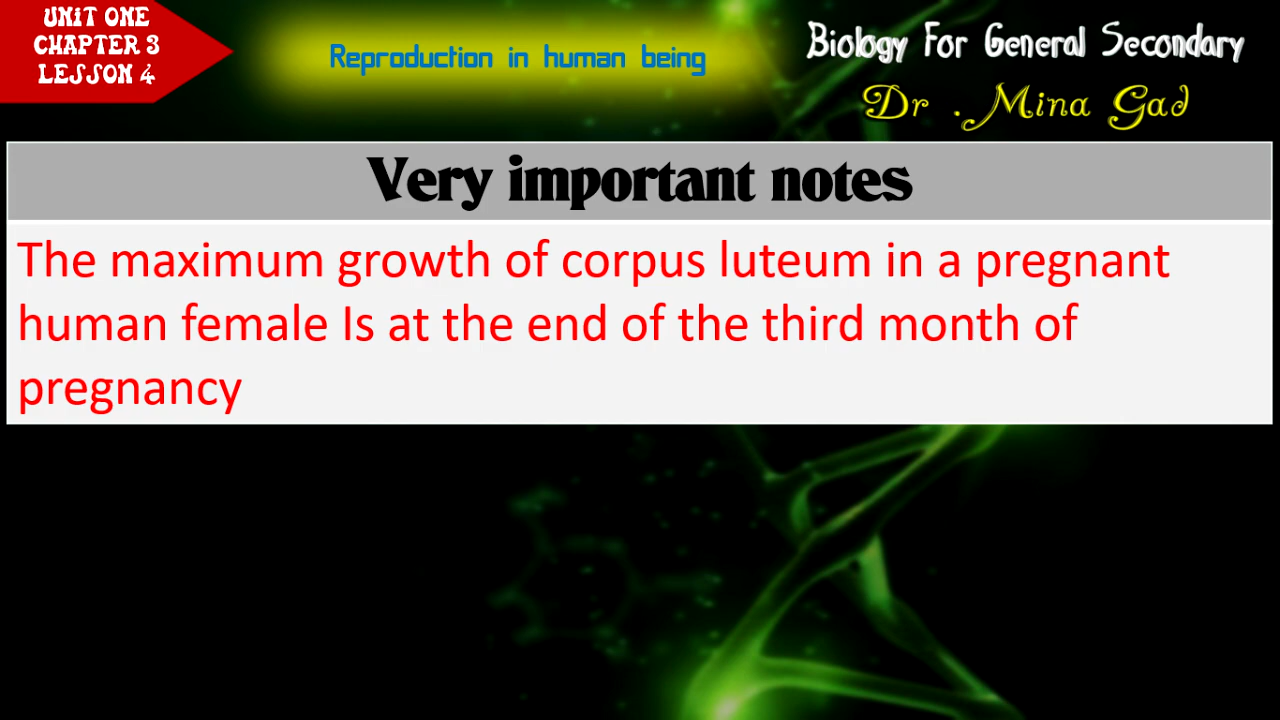 UNIT ONE
CHAPTER 3
LESSON 4
Reproduction in human being
Biology For General Secondary
Dr . Mina Gad
Very important notes
The maximum growth of corpus luteum in a pregnant
human female Is at the end of the third month of
pregnancy